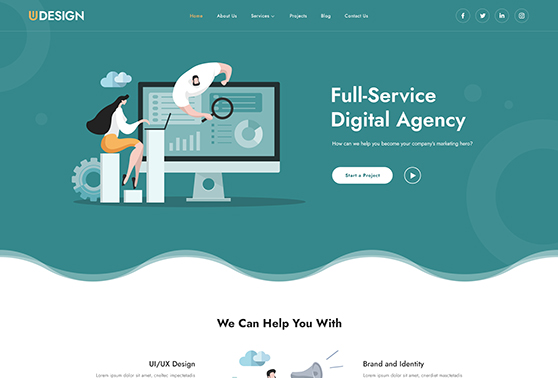 UDESIGN
Home About Us Services Projects Blog Contact Us
Full-Service
Digital Agency
How can we help you become your company's marketing hero?
Start a Project
We Can Help You With
UI/UX Design
Brand and Identity
Lorem ipsum dolor sit amet,
Lorem ipsum dolor sit amet,